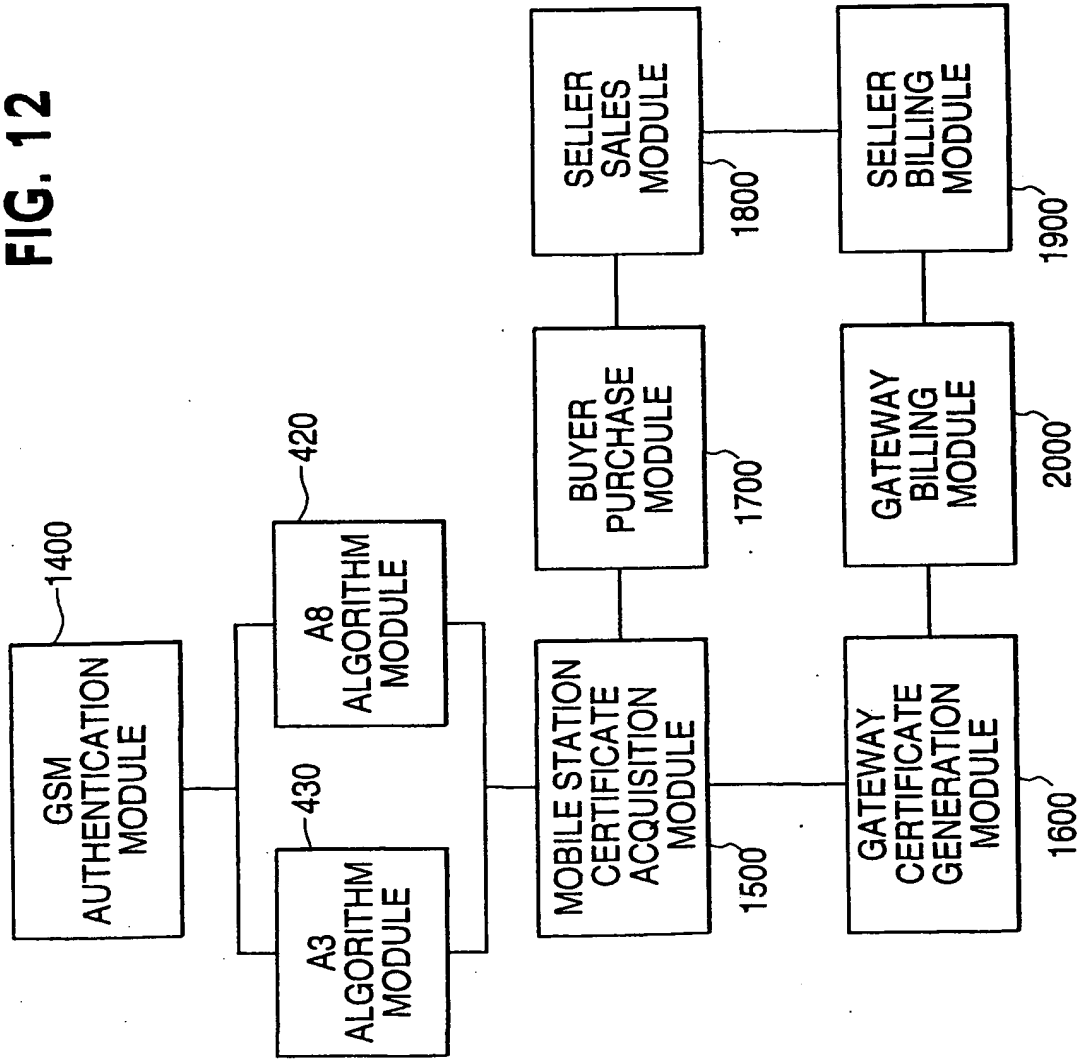 FIG. 12
GSM
AUTHENTICATION
MODULE
1400
A3
ALGORITHM
MODULE
430
A8
ALGORITHM
MODULE
420
MOBILE STATION
CERTIFICATE
ACQUISITION
MODULE
1500
BUYER
PURCHASE
MODULE
1700
SELLER
SALES
MODULE
1800
GATEWAY
CERTIFICATE
GENERATION
MODULE
1600
GATEWAY
BILLING
MODULE
2000
SELLER
BILLING
MODULE
1900